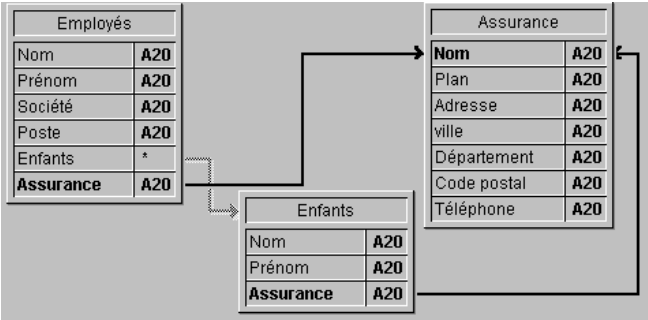 Employés
Nom A20
Prénom A20
Société A20
Poste A20
Enfants *
Assurance A20
Enfants
Nom A20
Prénom A20
Assurance A20
Assurance
Nom A20
Plan A20
Adresse A20
ville A20
Département A20
Code postal A20
Téléphone A20